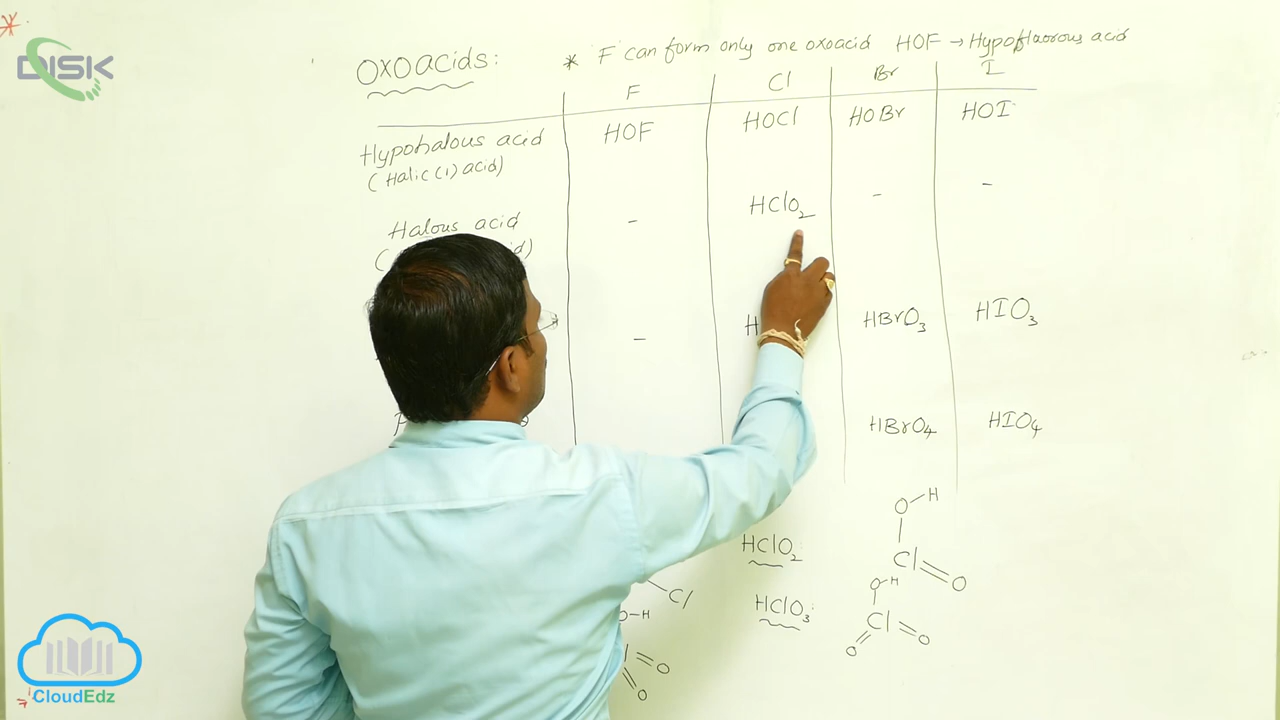 DISK
OXOacids:
* F can form only one oxoacid HOF → Hypofluorous acid
F Cl Br I
Hypohalous acid HOF HOCl HOBr HOI
(Halic (1) acid)
Halous acid - HClO2 - -
- HBrO3 HIO3
HBrO4 HIO4
HClO2:
HClO3:
O-H
Cl=O
Cl
O-H
O-H
O=Cl=O
O
O
CloudEdz